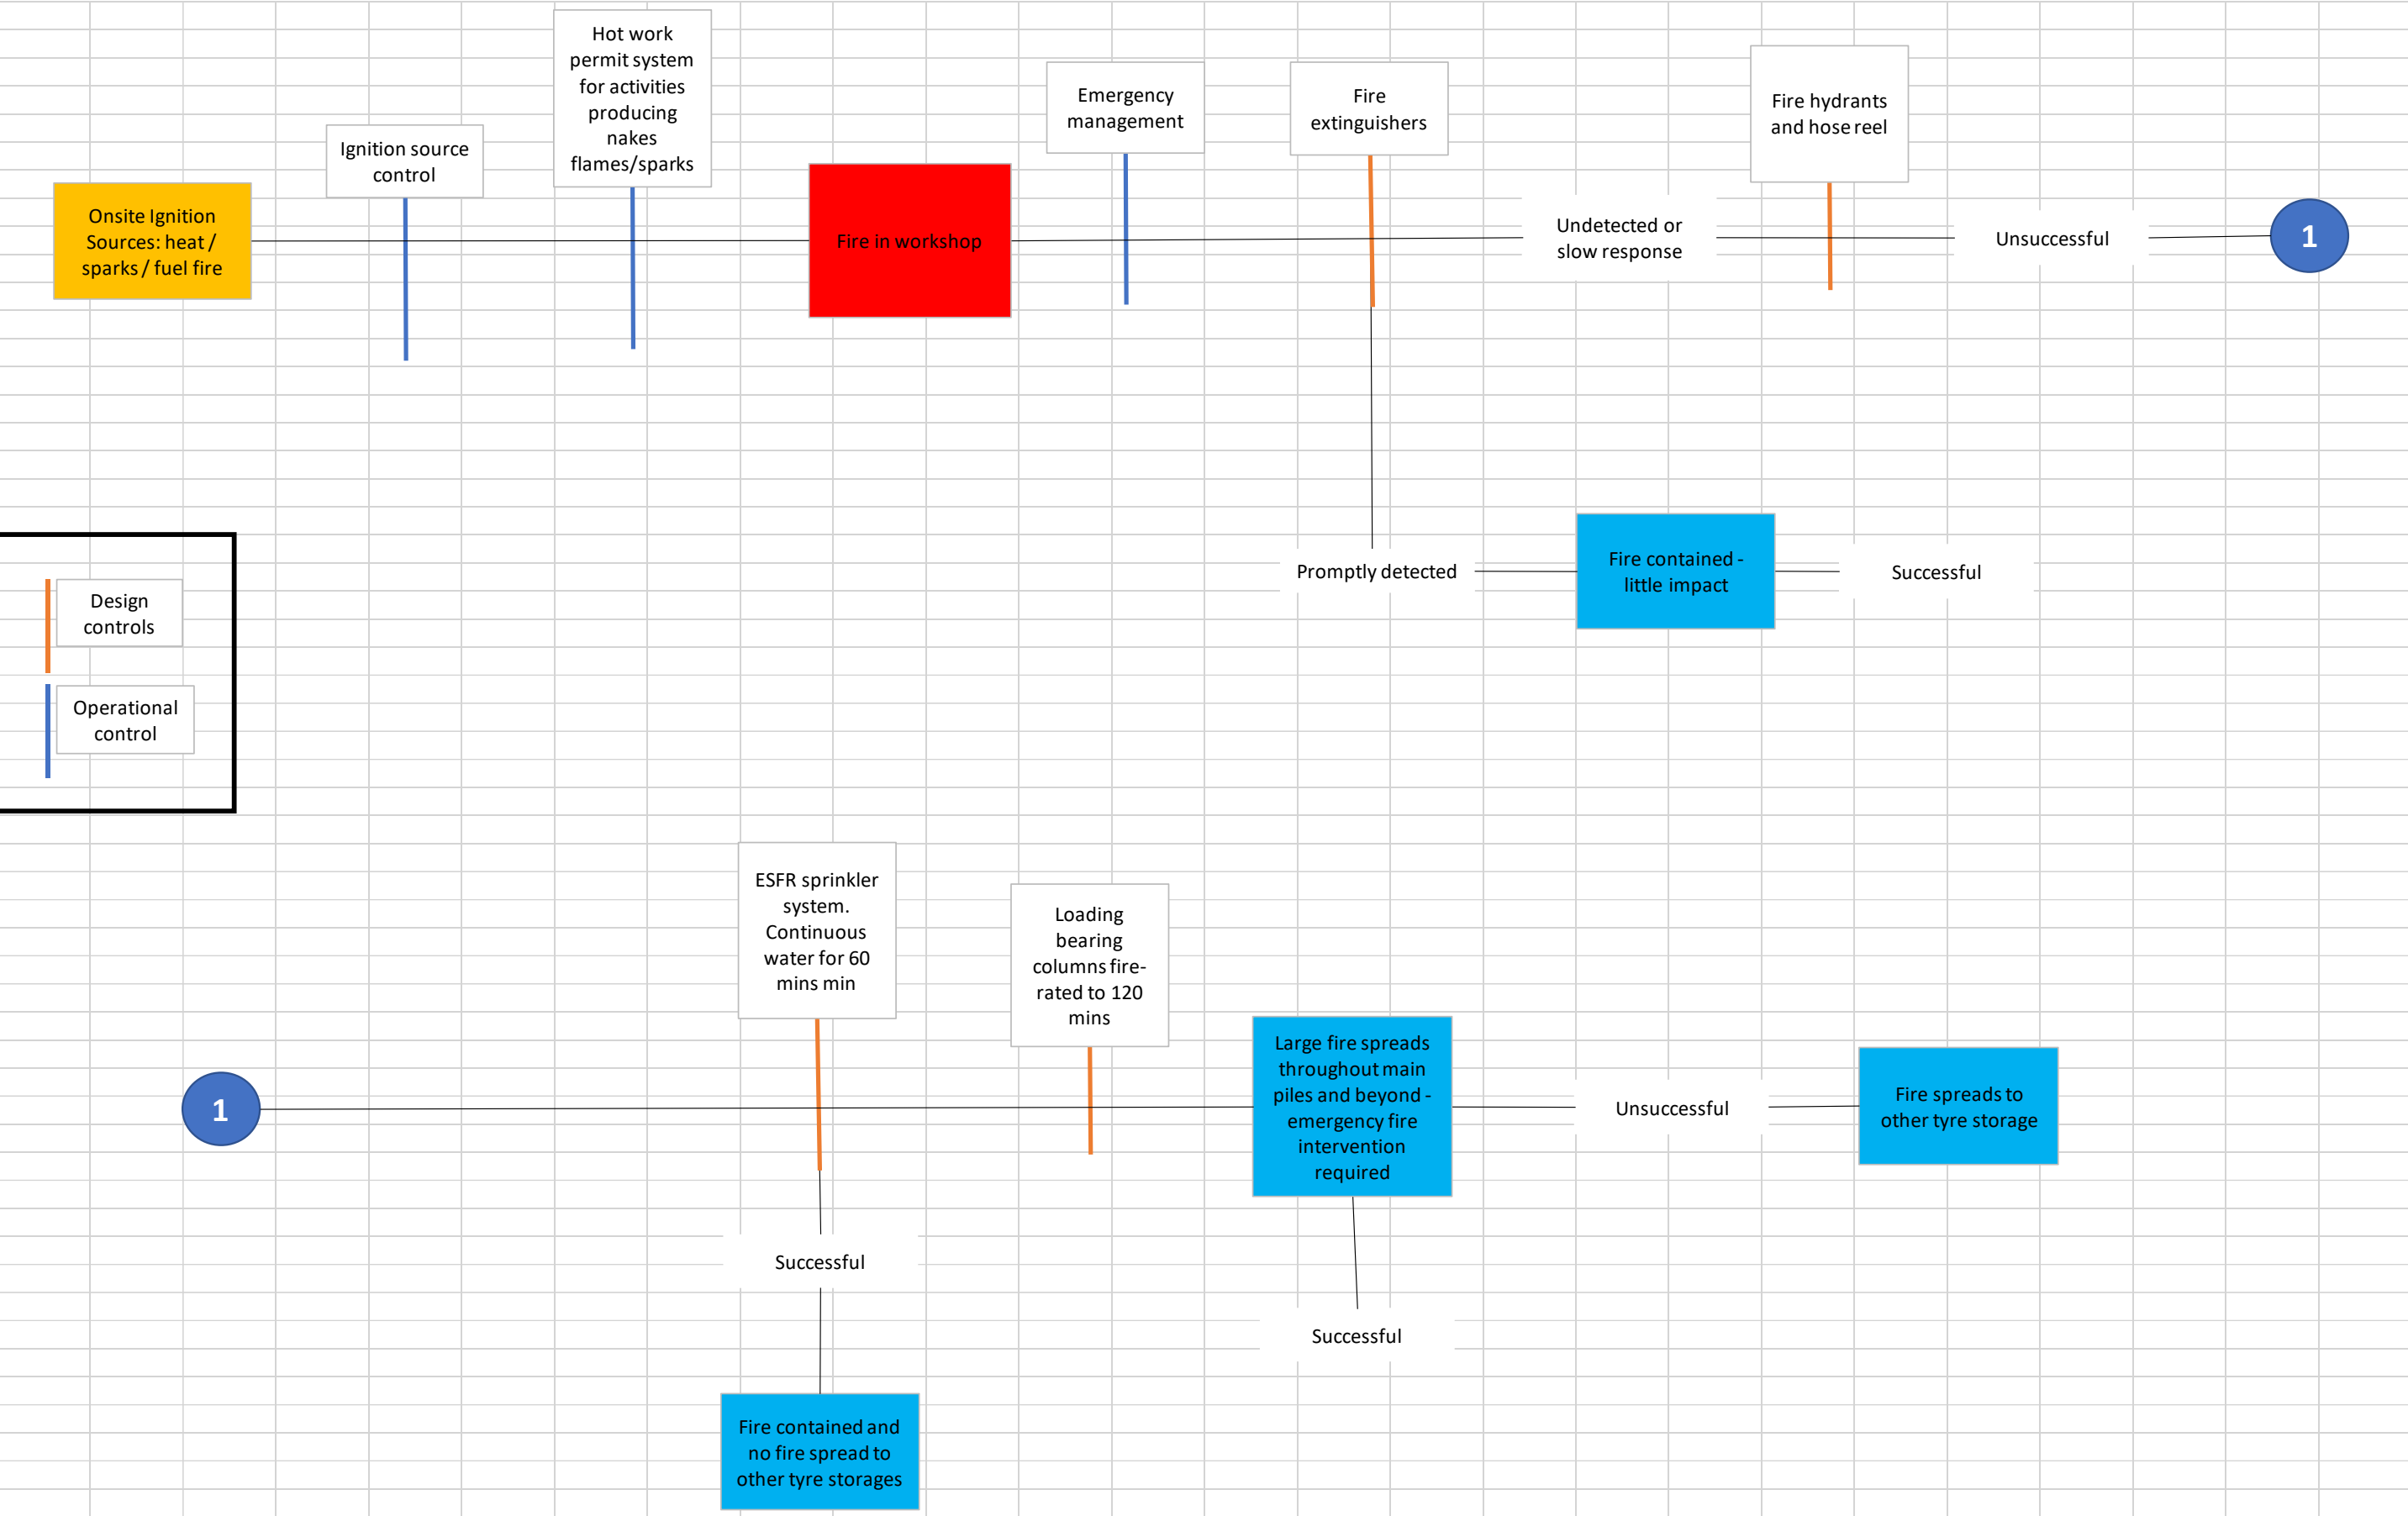 Hot work
permit system
for activities
producing
nakes
flames/sparks
Ignition source
control
Emergency
management
Fire
extinguishers
Fire hydrants
and hose reel
Onsite Ignition
Sources: heat /
sparks / fuel fire
Fire in workshop
Undetected or
slow response
Unsuccessful
1
Promptly detected
Fire contained -
little impact
Successful
Design
controls
Operational
control
ESFR sprinkler
system.
Continuous
water for 60
mins min
Loading
bearing
columns fire-
rated to 120
mins
1
Large fire spreads
throughout main
piles and beyond -
emergency fire
intervention
required
Unsuccessful
Fire spreads to
other tyre storage
Successful
Successful
Fire contained and
no fire spread to
other tyre storages